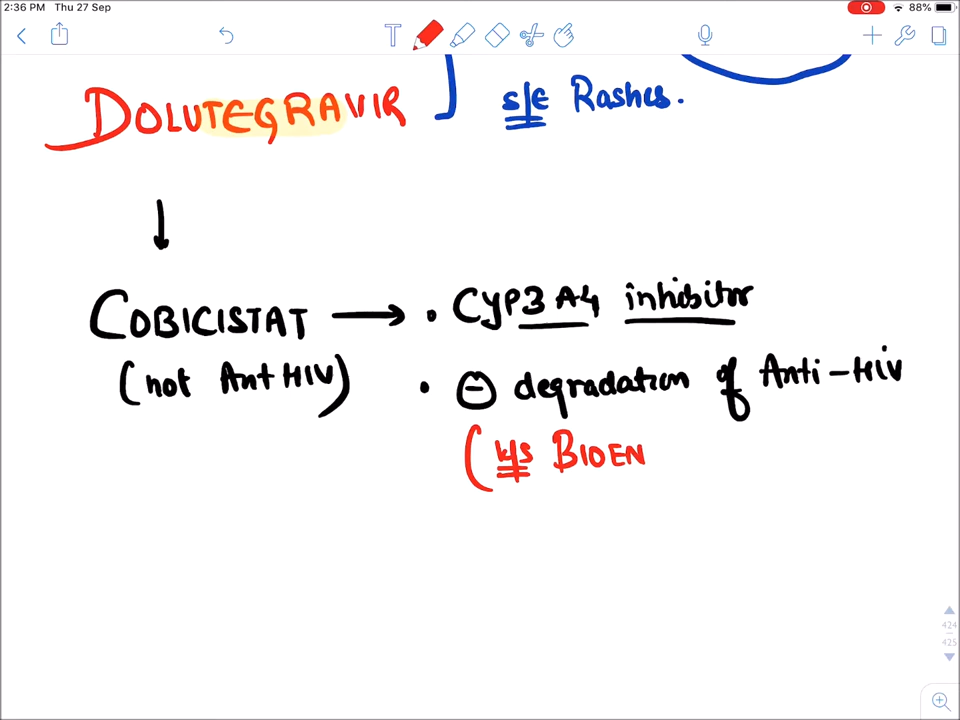 2:36 PM Thu 27 Sep 88%
T
DOLUTEGRAVIR s/e Rashes.
COBICISTAT → • CYP3A4 inhibitor
(not Ant HIV) • ⊖ degradation of Anti-HIV
(k/s BIOEN
424
425